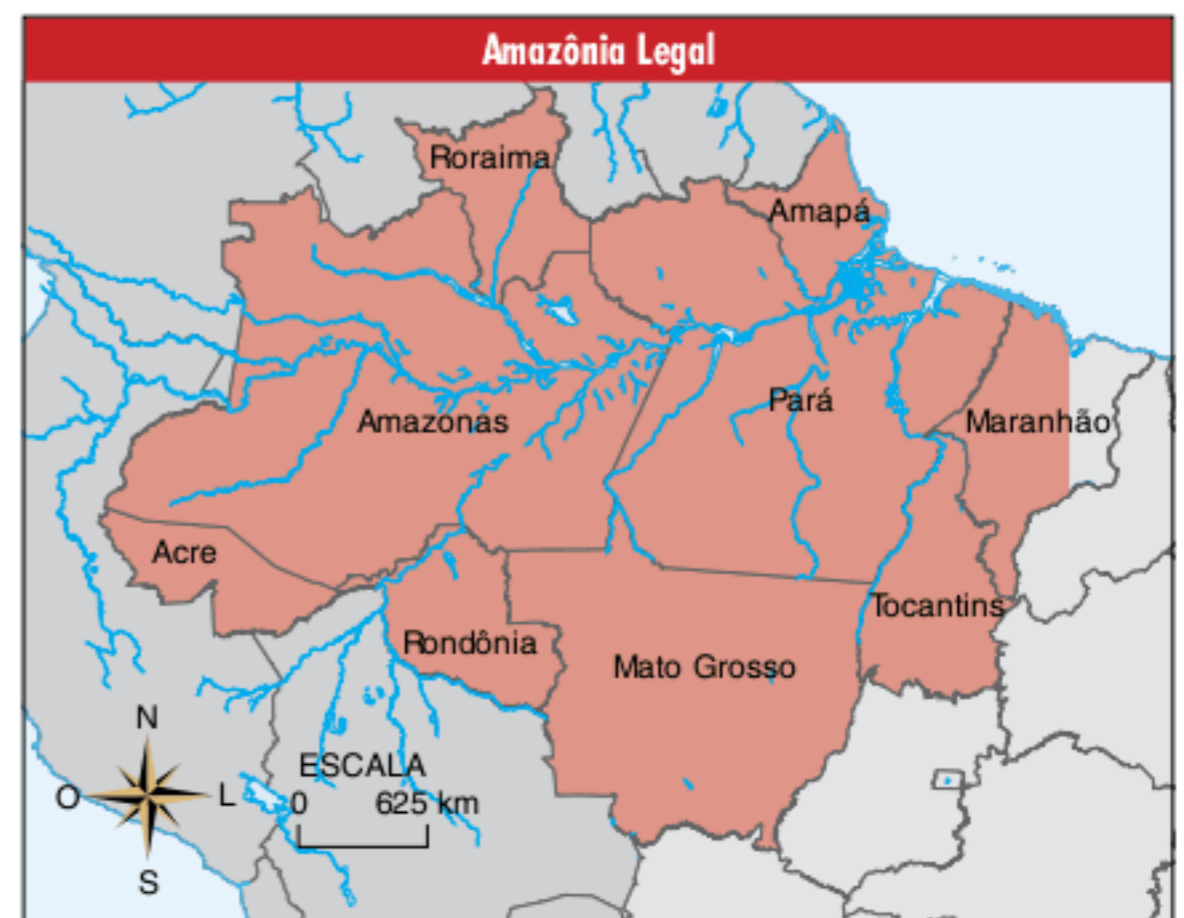 Amazônia Legal
Roraima
Amapá
Pará
Amazonas
Maranhão
Acre
Tocantins
Rondônia
Mato Grosso
N
O
L
S
ESCALA
0 625 km